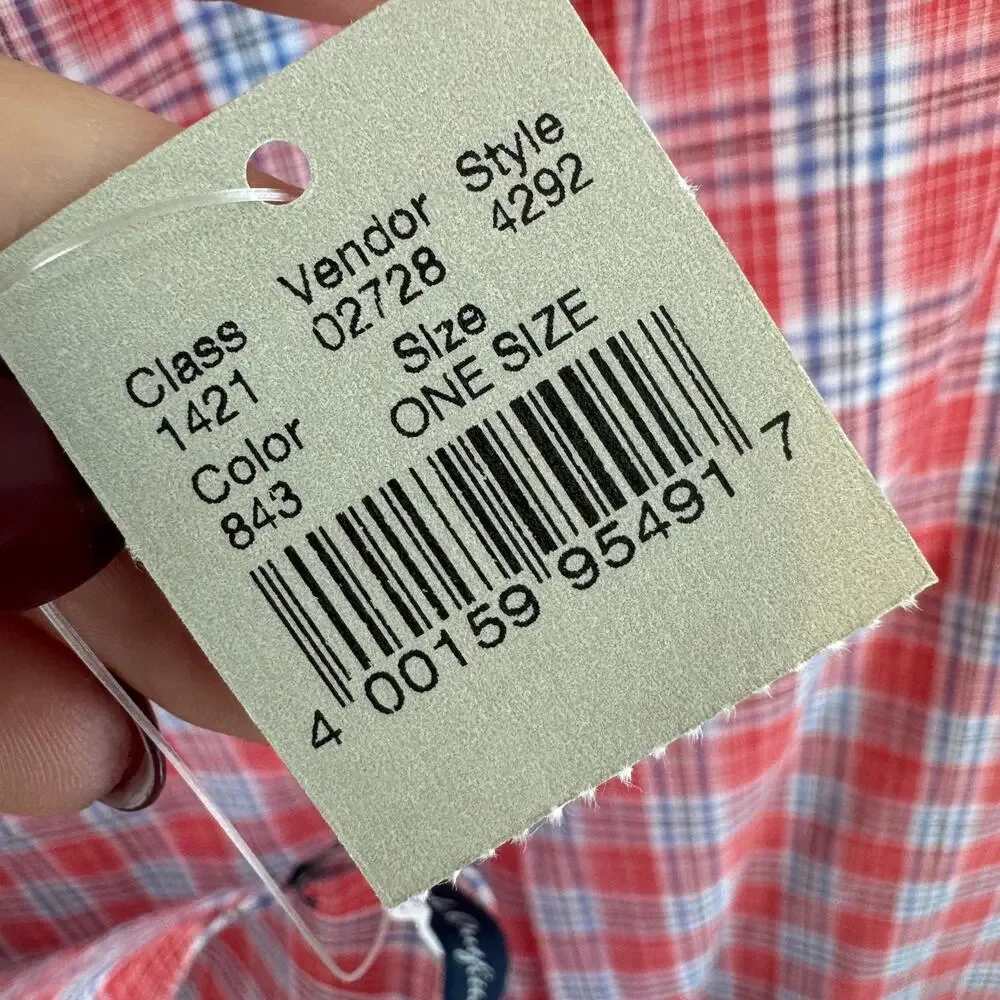 Class Vendor Style
1421 02728 4292
Color Size
843 ONE SIZE
4 00159 95491 7